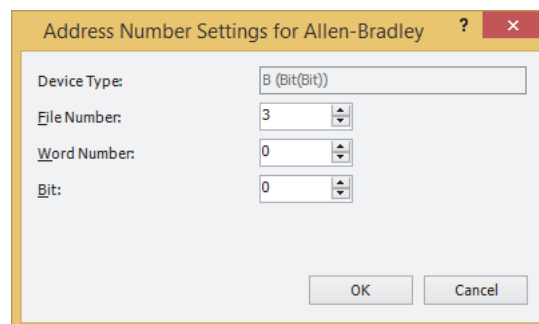 Address Number Settings for Allen-Bradley ? ×
Device Type: B (Bit(Bit))
File Number: 3
Word Number: 0
Bit: 0
OK Cancel